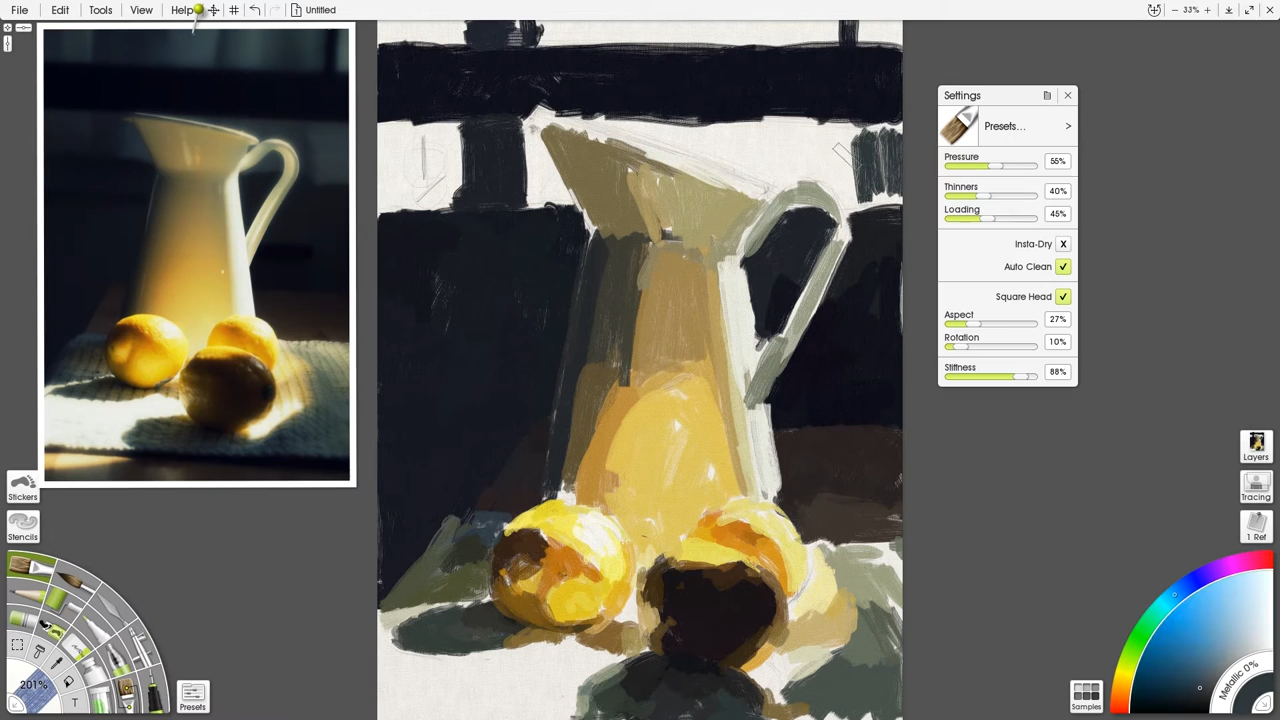 File Edit Tools View Help Untitled 33%
Settings
Presets... >
Pressure 55%
Thinners 40%
Loading 45%
Insta-Dry X
Auto Clean
Square Head
Aspect 27%
Rotation 10%
Stiffness 88%
Layers
Tracing
1 Ref
Stickers
Stencils
201%
T
Presets
Samples
Metallic 0%